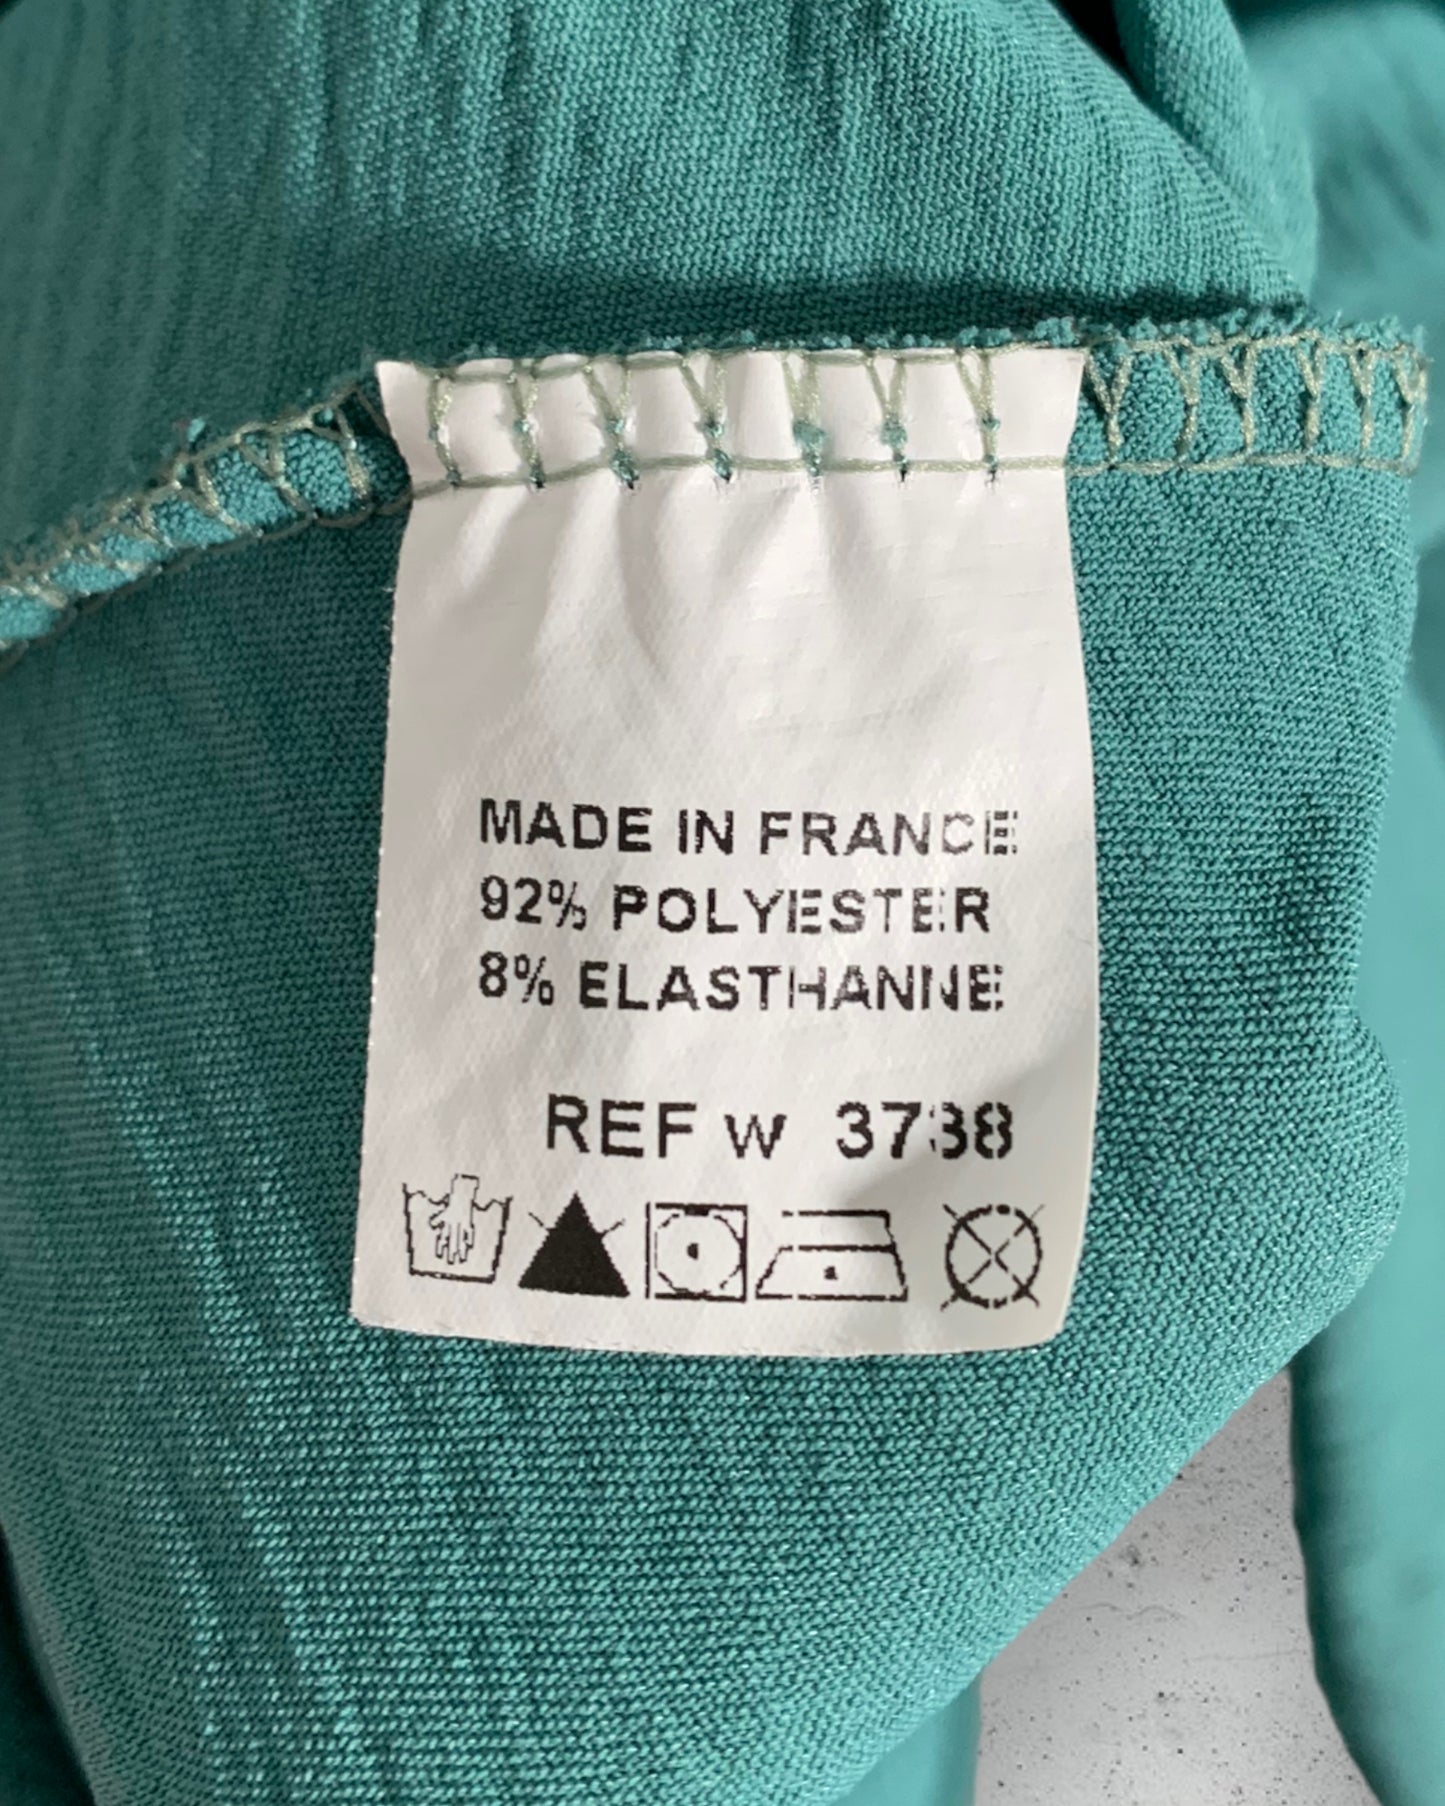 MADE IN FRANCE
92% POLYESTER
8% ELASTHANNE
REF w 3738